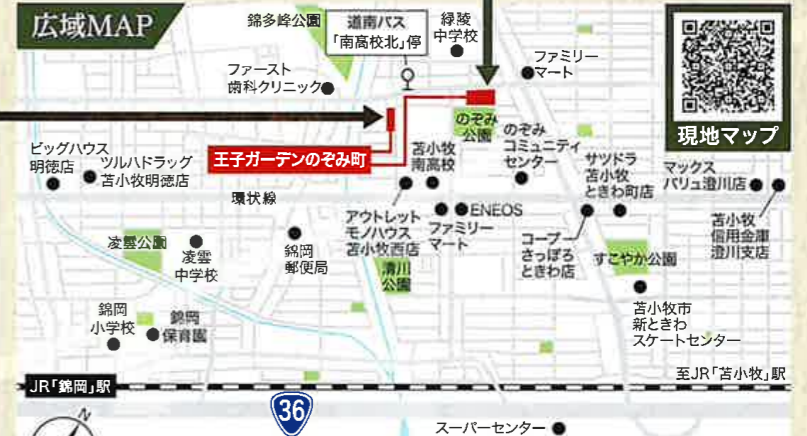 広域MAP
錦多峰公園
道南バス
「南高校北」停
緑陵
中学校
ファミリー
マート
ファースト
歯科クリニック
のぞみ
公園
現地マップ
ビッグハウス
明徳店
ツルハドラッグ
苫小牧明徳店
王子ガーデンのぞみ町
苫小牧
南高校
のぞみ
コミュニティ
センター
サツドラ
苫小牧
ときわ町店
マックス
バリュ澄川店
環状線
アウトレット
モノハウス
苫小牧西店
ENEOS
ファミリー
マート
コープ
さっぽろ
ときわ店
苫小牧
信用金庫
澄川支店
凌雲公園
凌雲
中学校
錦岡
郵便局
清川
公園
すこやか公園
錦岡
小学校
錦岡
保育園
苫小牧市
新ときわ
スケートセンター
JR「錦岡」駅
至JR「苫小牧」駅
N
36
スーパーセンター